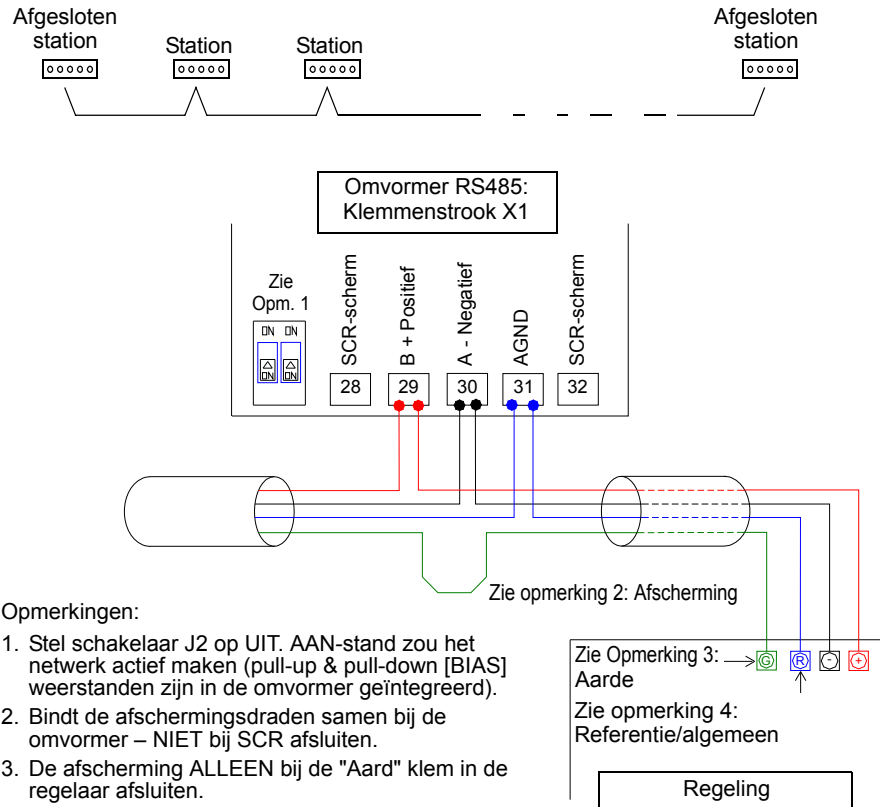 Afgesloten
station
Station
Station
Afgesloten
station
Omvormer RS485:
Klemmenstrook X1
Zie
Opm. 1
ON ON
ON ON
SCR-scherm
B + Positief
A - Negatief
AGND
SCR-scherm
28
29
30
31
32
Zie opmerking 2: Afscherming
Opmerkingen:
1. Stel schakelaar J2 op UIT. AAN-stand zou het
netwerk actief maken (pull-up & pull-down [BIAS]
weerstanden zijn in de omvormer geïntegreerd).
2. Bindt de afschermingsdraden samen bij de
omvormer – NIET bij SCR afsluiten.
3. De afscherming ALLEEN bij de "Aard" klem in de
regelaar afsluiten.
Zie Opmerking 3:
Aarde
G R - +
Zie opmerking 4:
Referentie/algemeen
Regeling